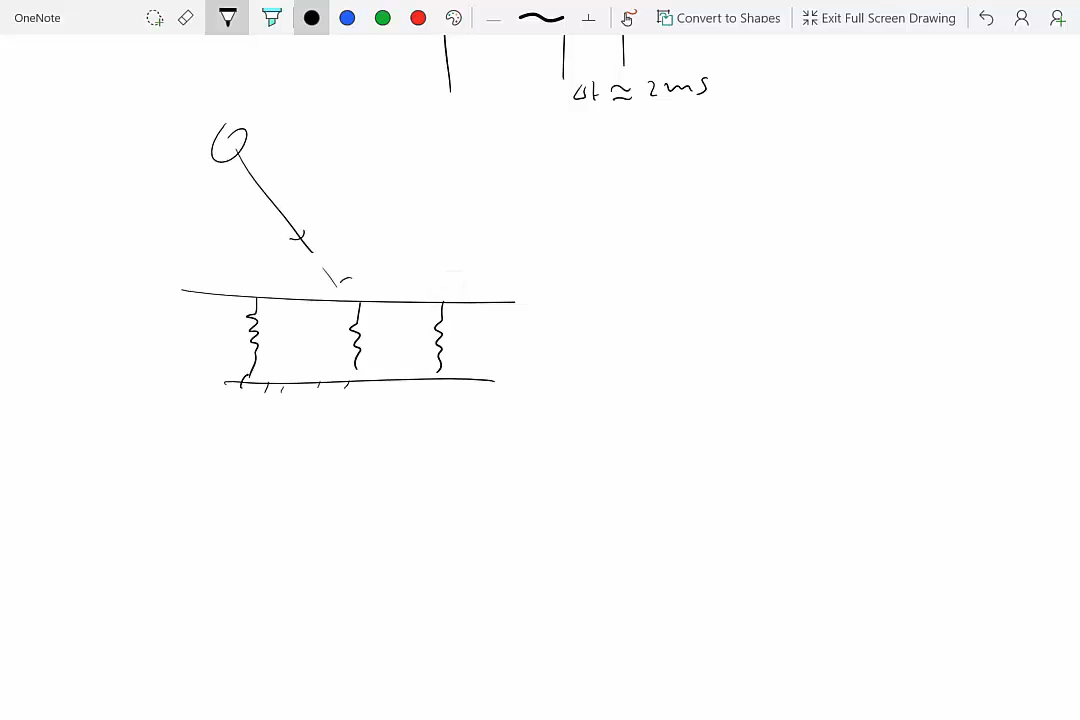 OneNote
Convert to Shapes
Exit Full Screen Drawing
Δt ≈ 2ms